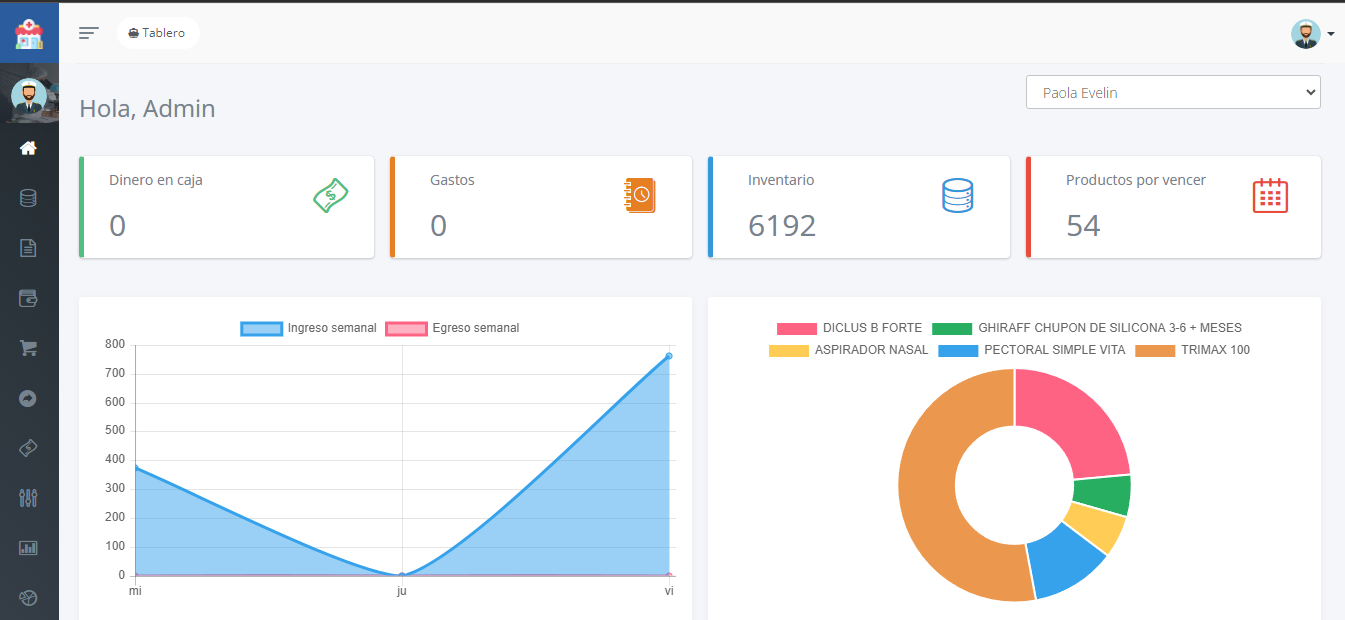 Tablero
Hola, Admin
Paola Evelin
Dinero en caja
0
Gastos
0
Inventario
6192
Productos por vencer
54
Ingreso semanal Egreso semanal
800
700
600
500
400
300
200
100
0
mi ju vi
DICLUS B FORTE GHIRAFF CHUPON DE SILICONA 3-6 + MESES
ASPIRADOR NASAL PECTORAL SIMPLE VITA TRIMAX 100